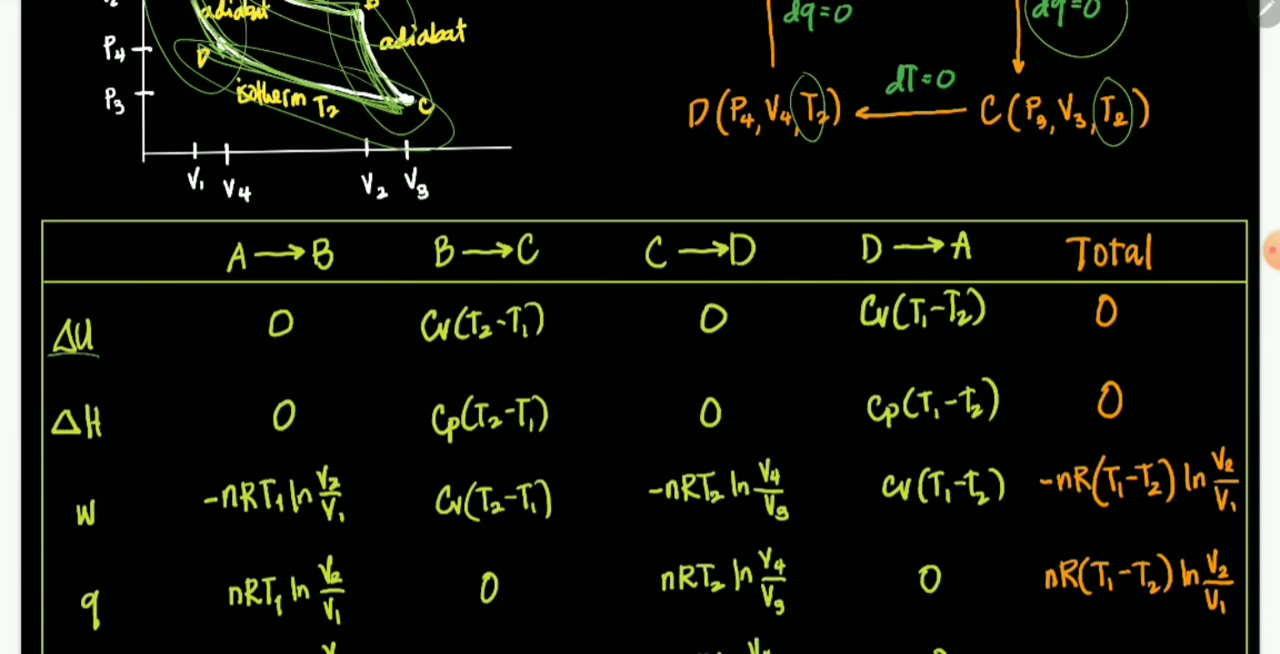 adiabat
dq=0
dq=0
P₄
D
adiabat
P₃
isotherm T₂
C
dT=0
D(P₄,V₄,T₂) ← C(P₃,V₃,T₂)
V₁ V₄ V₂ V₃
A→B B→C C→D D→A Total
ΔU 0 Cv(T₂-T₁) 0 Cv(T₁-T₂) 0
ΔH 0 Cp(T₂-T₁) 0 Cp(T₁-T₂) 0
w -nRT₁ ln V₂/V₁ Cv(T₂-T₁) -nRT₂ ln V₄/V₃ Cv(T₁-T₂) -nR(T₁-T₂) ln V₂/V₁
q nRT₁ ln V₂/V₁ 0 nRT₂ ln V₄/V₃ 0 nR(T₁-T₂) ln V₂/V₁